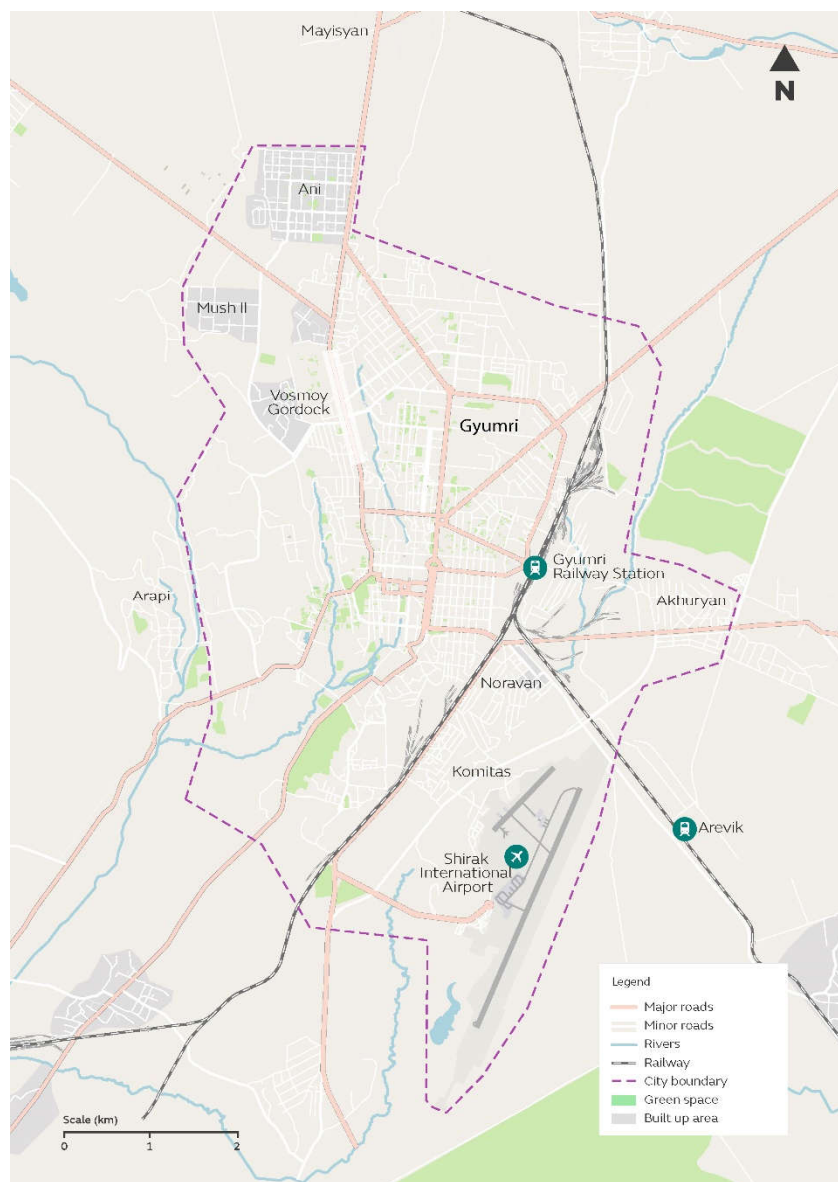 Mayisyan
N
Ani
Mush II
Vosmoy
Gordock
Gyumri
Gyumri
Railway Station
Arapi
Akhuryan
Noravan
Komitas
Arevik
Shirak
International
Airport
Legend
Major roads
Minor roads
Rivers
Railway
City boundary
Green space
Built up area
Scale (km)
0 1 2